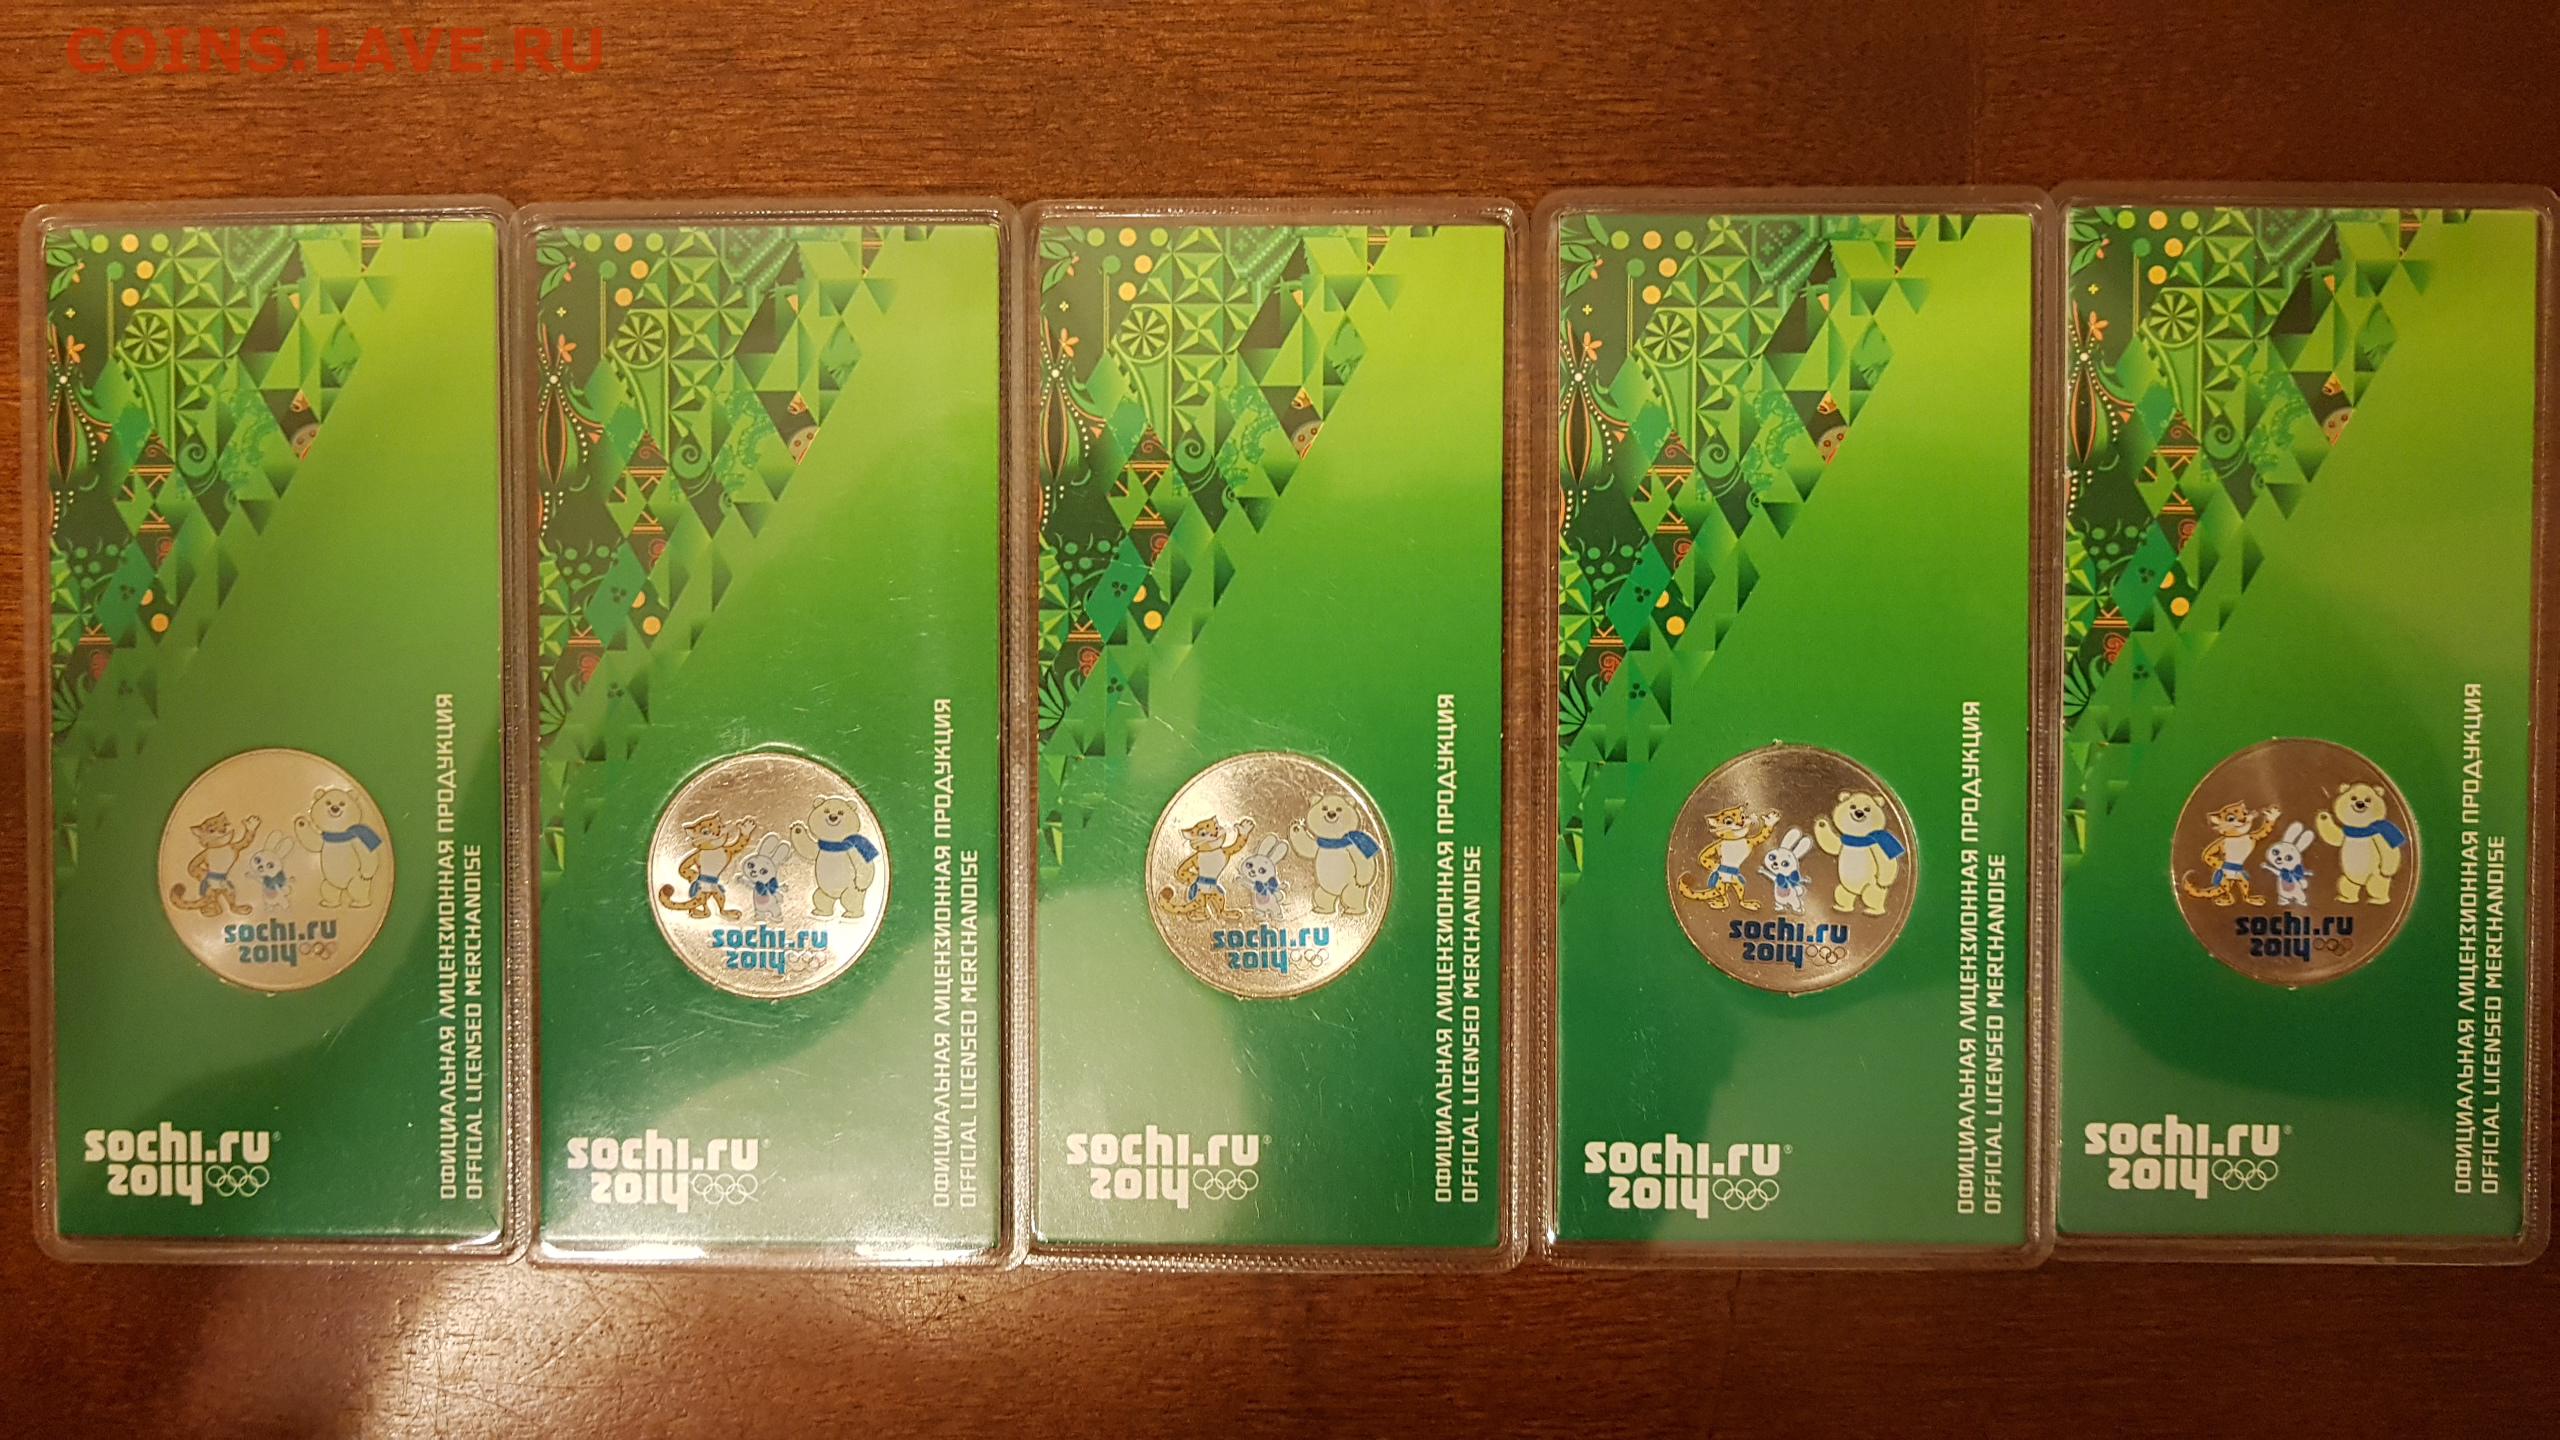 COINS.LAVE.RU
sochi.ru
2014
ОФИЦИАЛЬНАЯ ЛИЦЕНЗИОННАЯ ПРОДУКЦИЯ
OFFICIAL LICENSED MERCHANDISE
sochi.ru®
2014
sochi.ru
2014
ОФИЦИАЛЬНАЯ ЛИЦЕНЗИОННАЯ ПРОДУКЦИЯ
OFFICIAL LICENSED MERCHANDISE
sochi.ru®
2014
sochi.ru
2014
ОФИЦИАЛЬНАЯ ЛИЦЕНЗИОННАЯ ПРОДУКЦИЯ
OFFICIAL LICENSED MERCHANDISE
sochi.ru®
2014
sochi.ru
2014
ОФИЦИАЛЬНАЯ ЛИЦЕНЗИОННАЯ ПРОДУКЦИЯ
OFFICIAL LICENSED MERCHANDISE
sochi.ru®
2014
sochi.ru
2014
ОФИЦИАЛЬНАЯ ЛИЦЕНЗИОННАЯ ПРОДУКЦИЯ
OFFICIAL LICENSED MERCHANDISE
sochi.ru®
2014